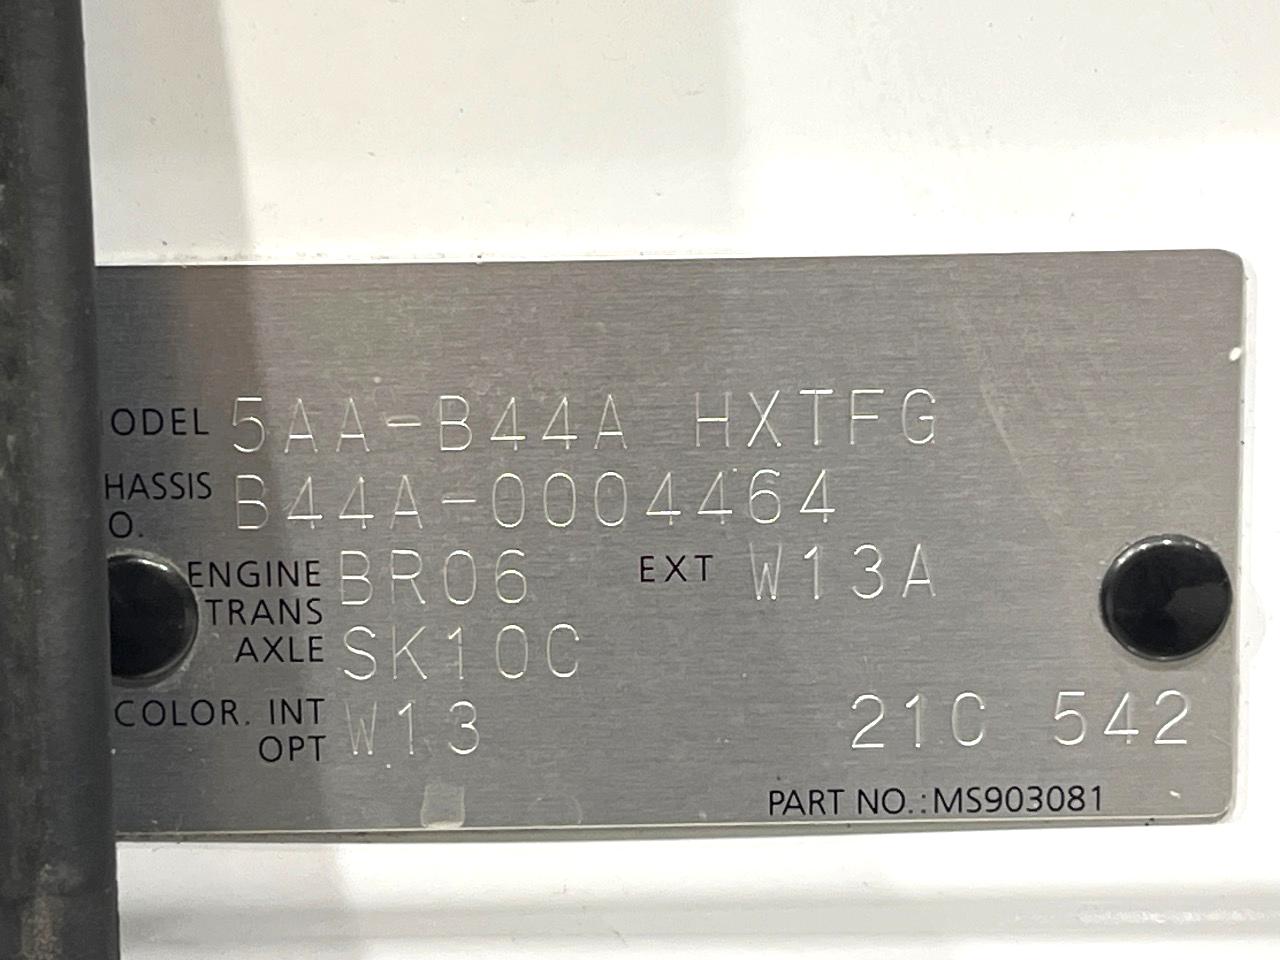 ODEL 5AA-B44A HXTFG
HASSIS B44A-0004464
O.
ENGINE BR06 EXT W13A
TRANS
AXLE SK10C
COLOR. INT W13 21C 542
OPT
PART NO.:MS903081